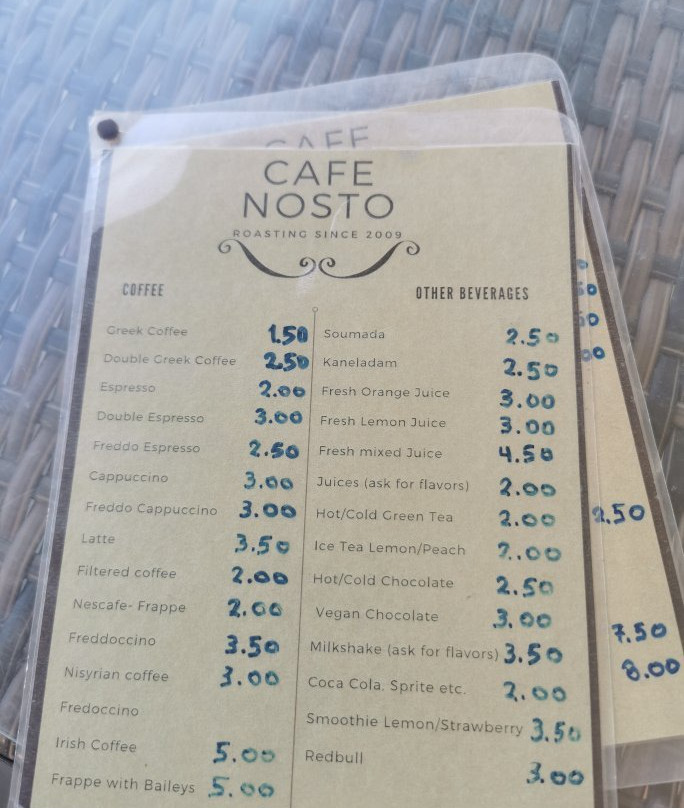 CAFE
CAFE
NOSTO
ROASTING SINCE 2009
COFFEE
Greek Coffee 1.50
Double Greek Coffee 2.50
Espresso 2.00
Double Espresso 3.00
Freddo Espresso 2.50
Cappuccino 3.00
Freddo Cappuccino 3.00
Latte 3.50
Filtered coffee 2.00
Nescafe- Frappe 2.00
Freddoccino 3.50
Nisyrian coffee 3.00
Fredoccino
Irish Coffee 5.00
Frappe with Baileys 5.00
OTHER BEVERAGES
Soumada 2.50
Kaneladam 2.50
Fresh Orange Juice 3.00
Fresh Lemon Juice 3.00
Fresh mixed Juice 4.50
Juices (ask for flavors) 2.00
Hot/Cold Green Tea 2.00
Ice Tea Lemon/Peach 2.00
Hot/Cold Chocolate 2.50
Vegan Chocolate 3.00
Milkshake (ask for flavors) 3.50
Coca Cola, Sprite etc. 2.00
Smoothie Lemon/Strawberry 3.50
Redbull 3.00
2.50
7.50
8.00